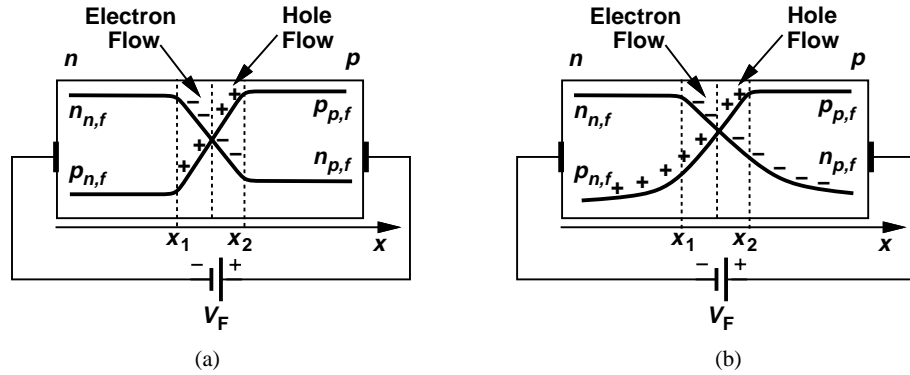 Electron
Flow
Hole
Flow
n
p
n_{n,f}
p_{n,f}
p_{p,f}
n_{p,f}
x_1
x_2
x
− +
V_F
(a)
Electron
Flow
Hole
Flow
n
p
n_{n,f}
p_{n,f}
p_{p,f}
n_{p,f}
x_1
x_2
x
− +
V_F
(b)